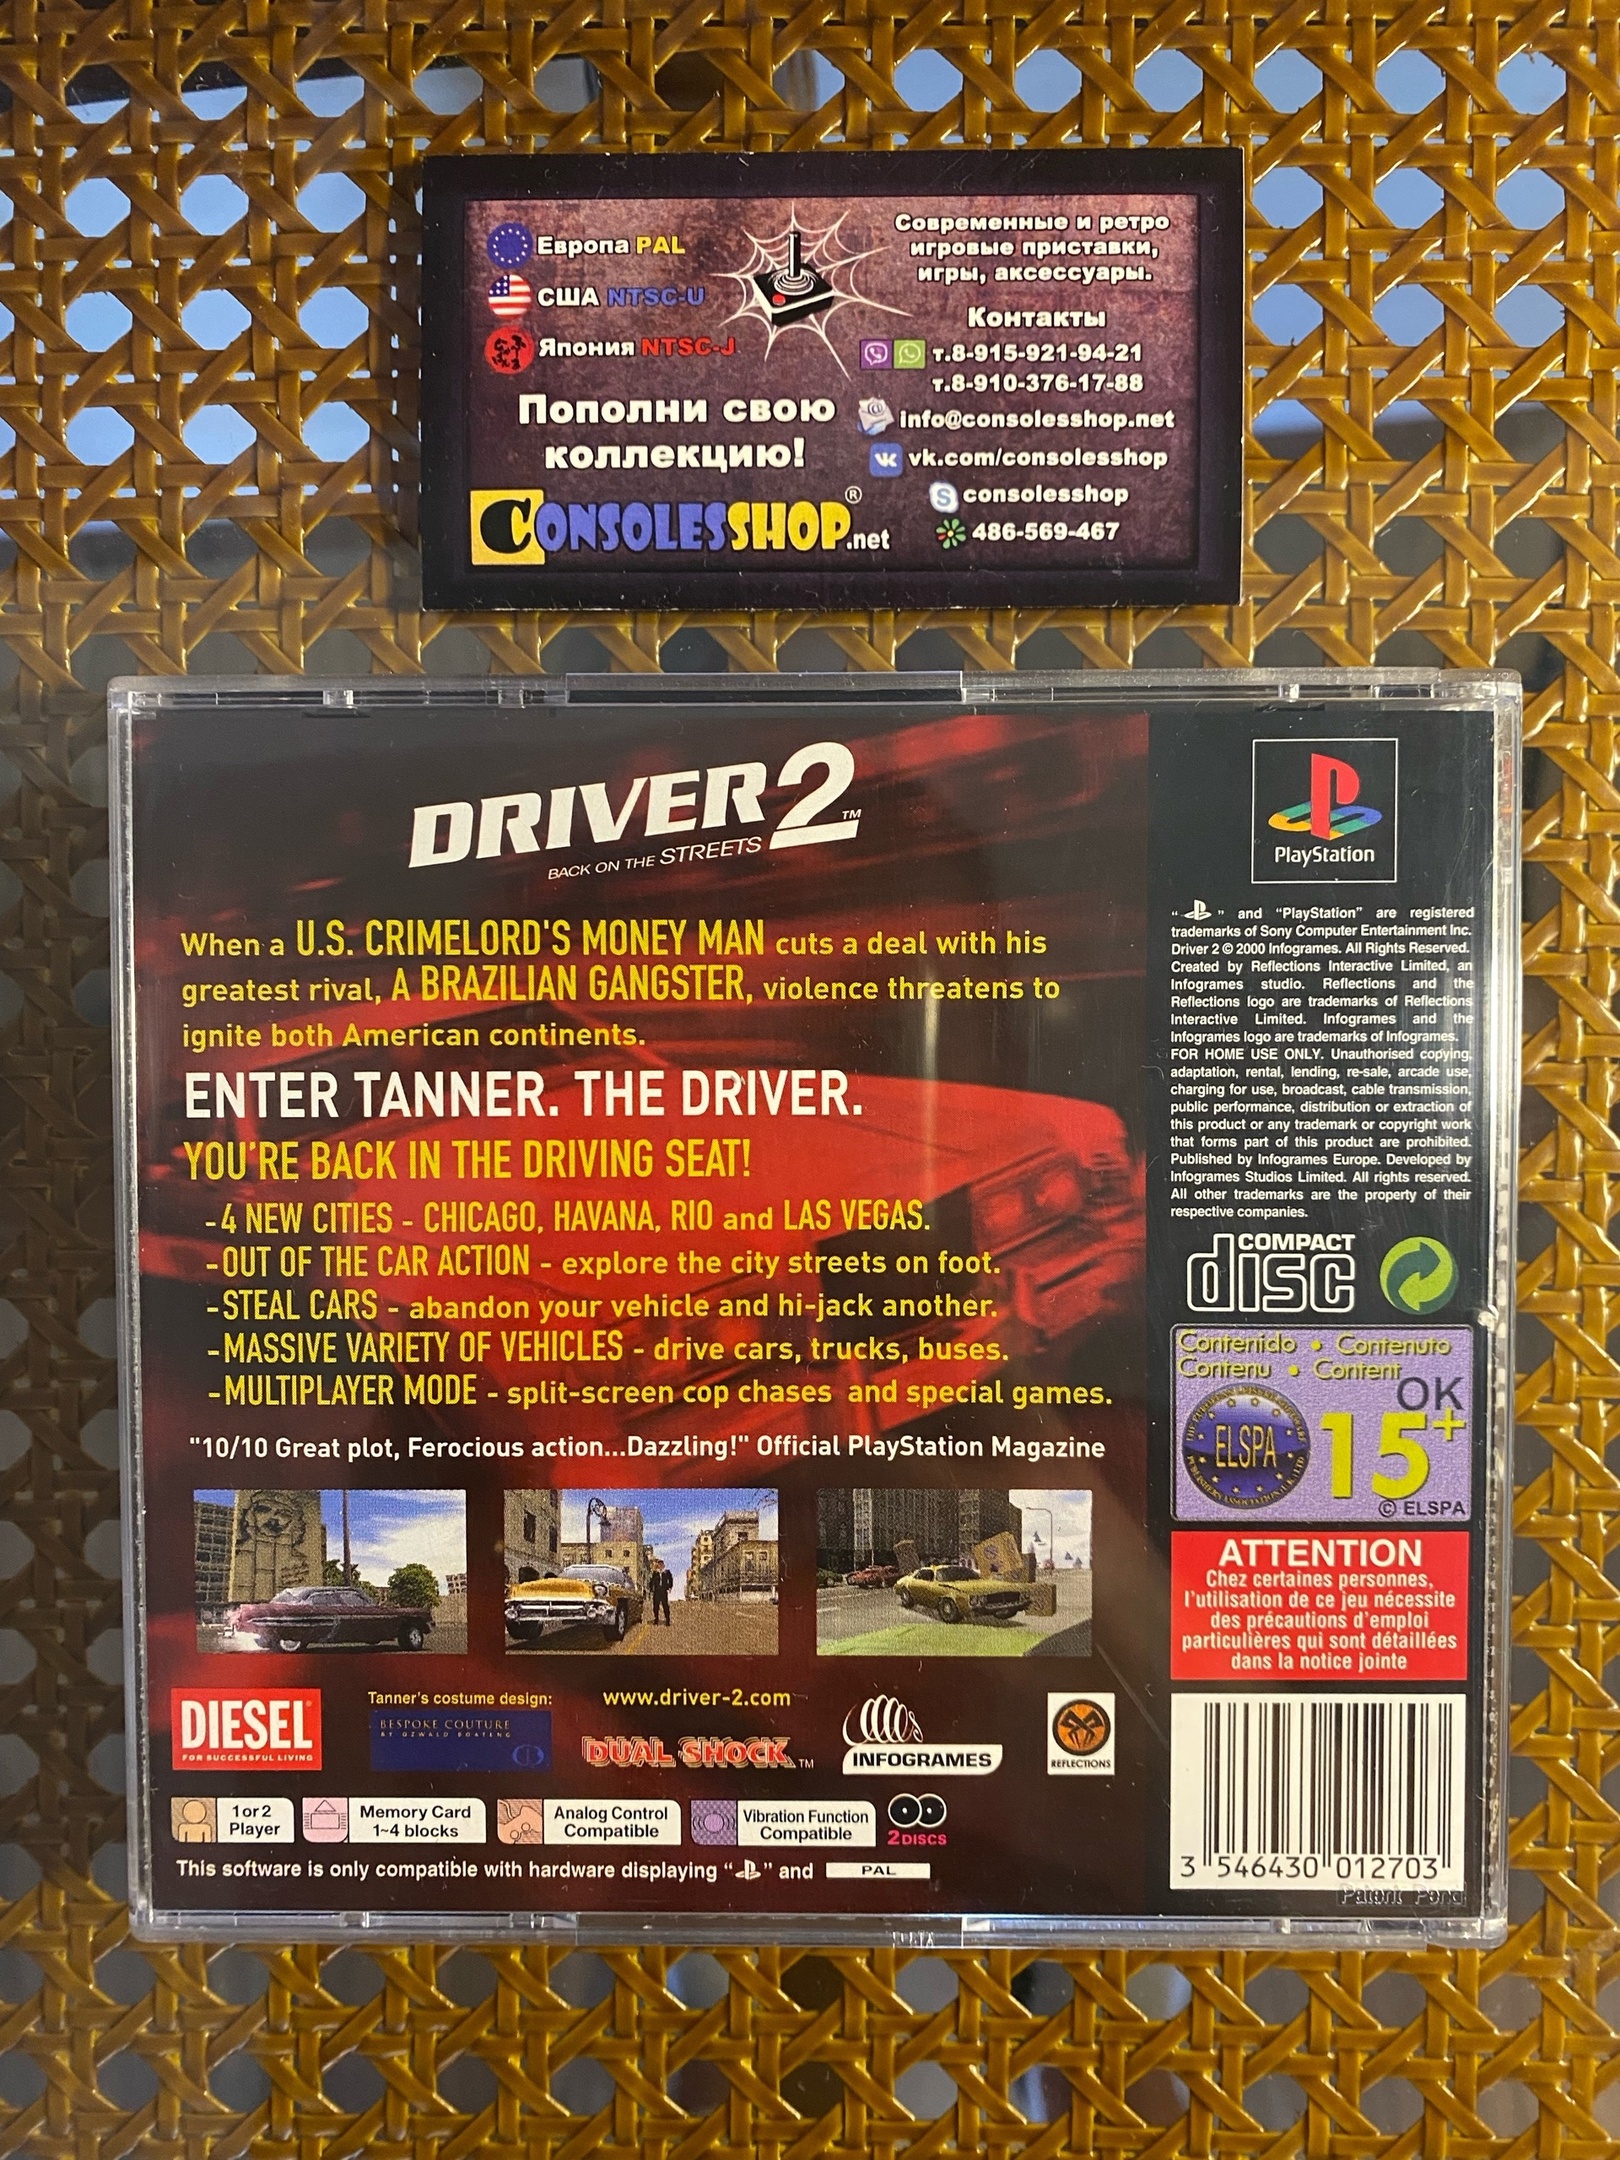 Европа PAL
США NTSC-U
Япония NTSC-J
Пополни свою
коллекцию!
CONSOLESSHOP.net
®
Современные и ретро
игровые приставки,
игры, аксессуары.
Контакты
т.8-915-921-94-21
т.8-910-376-17-88
info@consolesshop.net
vk.com/consolesshop
consolesshop
486-569-467
DRIVER 2™
BACK ON THE STREETS
When a U.S. CRIMELORD'S MONEY MAN cuts a deal with his
greatest rival, A BRAZILIAN GANGSTER, violence threatens to
ignite both American continents.
ENTER TANNER. THE DRIVER.
YOU'RE BACK IN THE DRIVING SEAT!
-4 NEW CITIES - CHICAGO, HAVANA, RIO and LAS VEGAS.
-OUT OF THE CAR ACTION - explore the city streets on foot.
-STEAL CARS - abandon your vehicle and hi-jack another.
-MASSIVE VARIETY OF VEHICLES - drive cars, trucks, buses.
-MULTIPLAYER MODE - split-screen cop chases and special games.
"10/10 Great plot, Ferocious action...Dazzling!" Official PlayStation Magazine
DIESEL
FOR SUCCESSFUL LIVING
Tanner's costume design:
BESPOKE COUTURE
BY OZWALD BOATENG
www.driver-2.com
DUAL SHOCK™
INFOGRAMES
REFLECTIONS
1 or 2
Player
Memory Card
1~4 blocks
Analog Control
Compatible
Vibration Function
Compatible
2 DISCS
This software is only compatible with hardware displaying " " and PAL
PlayStation
" " and "PlayStation" are registered
trademarks of Sony Computer Entertainment Inc.
Driver 2 © 2000 Infogrames. All Rights Reserved.
Created by Reflections Interactive Limited, an
Infogrames studio. Reflections and the
Reflections logo are trademarks of Reflections
Interactive Limited. Infogrames and the
Infogrames logo are trademarks of Infogrames.
FOR HOME USE ONLY. Unauthorised copying,
adaptation, rental, lending, re-sale, arcade use,
charging for use, broadcast, cable transmission,
public performance, distribution or extraction of
this product or any trademark or copyright work
that forms part of this product are prohibited.
Published by Infogrames Europe. Developed by
Infogrames Studios Limited. All rights reserved.
All other trademarks are the property of their
respective companies.
COMPACT
disc
Contenido • Contenuto
Contenu • Content
OK
ELSPA
15+
© ELSPA
ATTENTION
Chez certaines personnes,
l'utilisation de ce jeu nécessite
des précautions d'emploi
particulières qui sont détaillées
dans la notice jointe
3 546430 012703